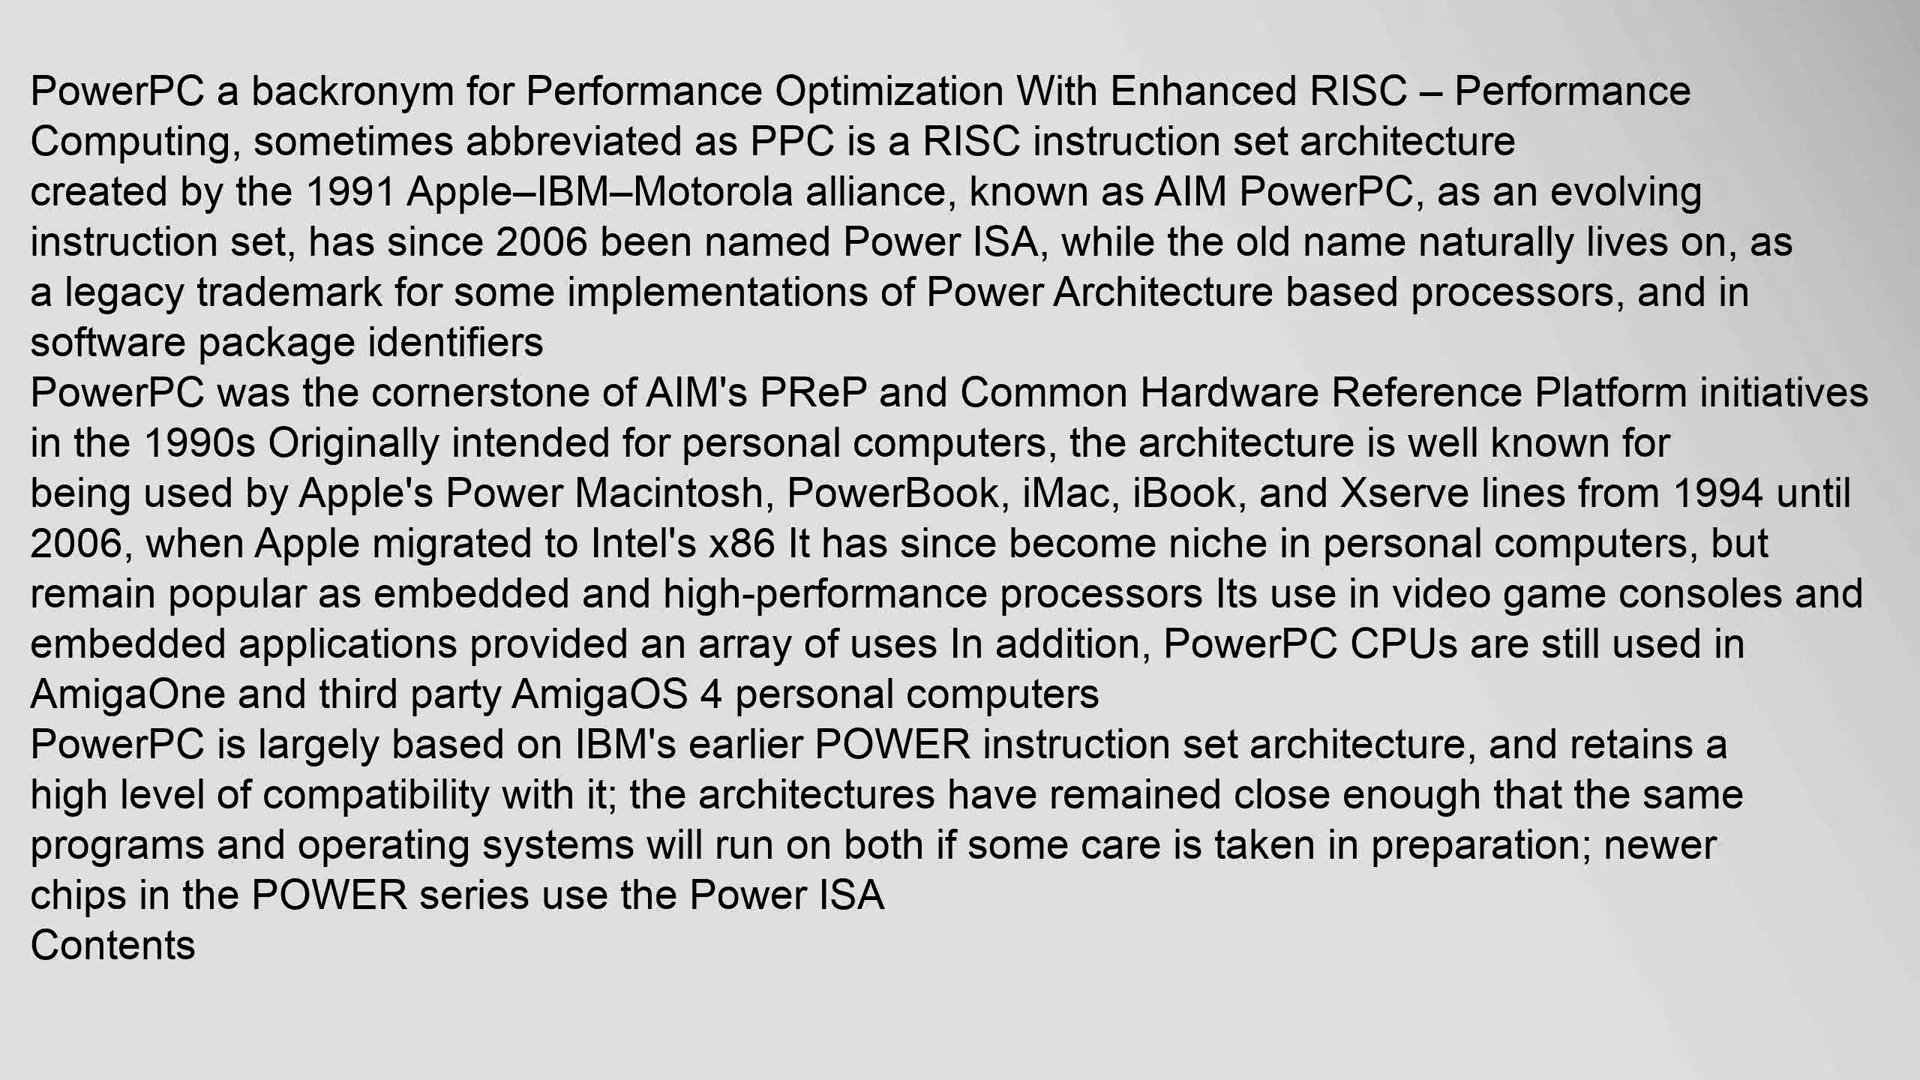 PowerPC a backronym for Performance Optimization With Enhanced RISC – Performance
Computing, sometimes abbreviated as PPC is a RISC instruction set architecture
created by the 1991 Apple–IBM–Motorola alliance, known as AIM PowerPC, as an evolving
instruction set, has since 2006 been named Power ISA, while the old name naturally lives on, as
a legacy trademark for some implementations of Power Architecture based processors, and in
software package identifiers
PowerPC was the cornerstone of AIM's PReP and Common Hardware Reference Platform initiatives
in the 1990s Originally intended for personal computers, the architecture is well known for
being used by Apple's Power Macintosh, PowerBook, iMac, iBook, and Xserve lines from 1994 until
2006, when Apple migrated to Intel's x86 It has since become niche in personal computers, but
remain popular as embedded and high-performance processors Its use in video game consoles and
embedded applications provided an array of uses In addition, PowerPC CPUs are still used in
AmigaOne and third party AmigaOS 4 personal computers
PowerPC is largely based on IBM's earlier POWER instruction set architecture, and retains a
high level of compatibility with it; the architectures have remained close enough that the same
programs and operating systems will run on both if some care is taken in preparation; newer
chips in the POWER series use the Power ISA
Contents